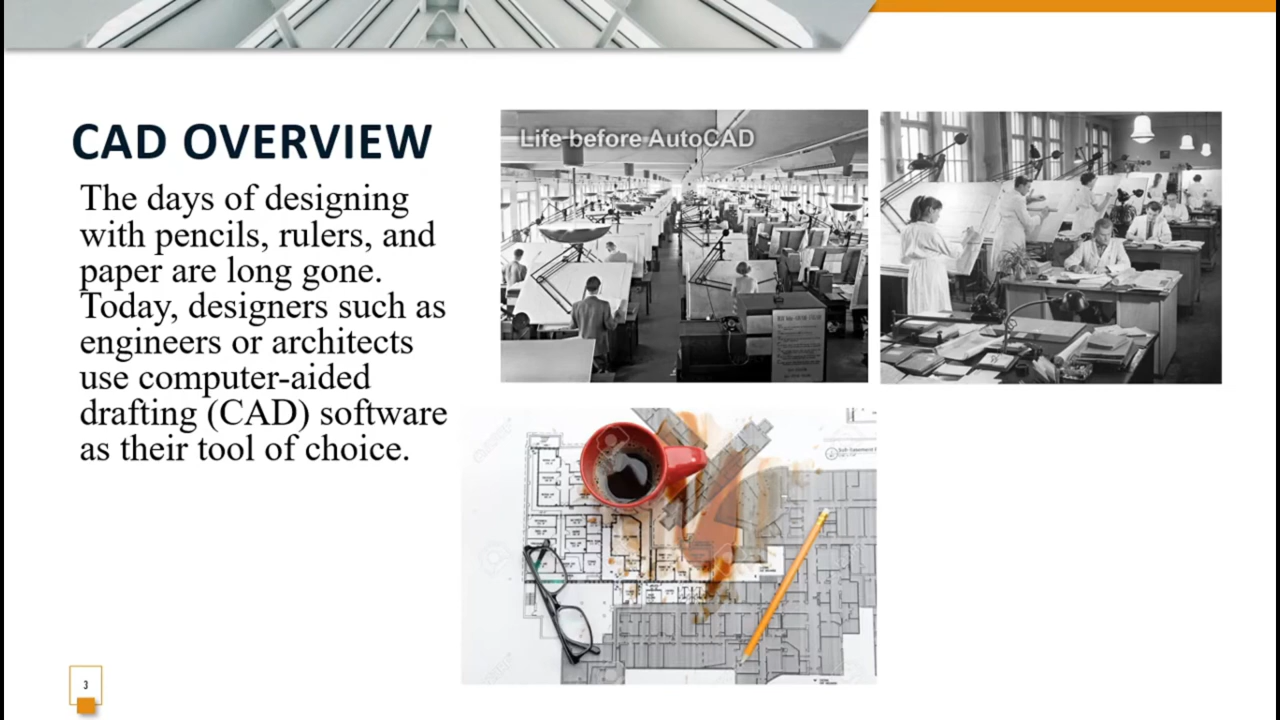 CAD OVERVIEW
The days of designing
with pencils, rulers, and
paper are long gone.
Today, designers such as
engineers or architects
use computer-aided
drafting (CAD) software
as their tool of choice.
Life before AutoCAD
3